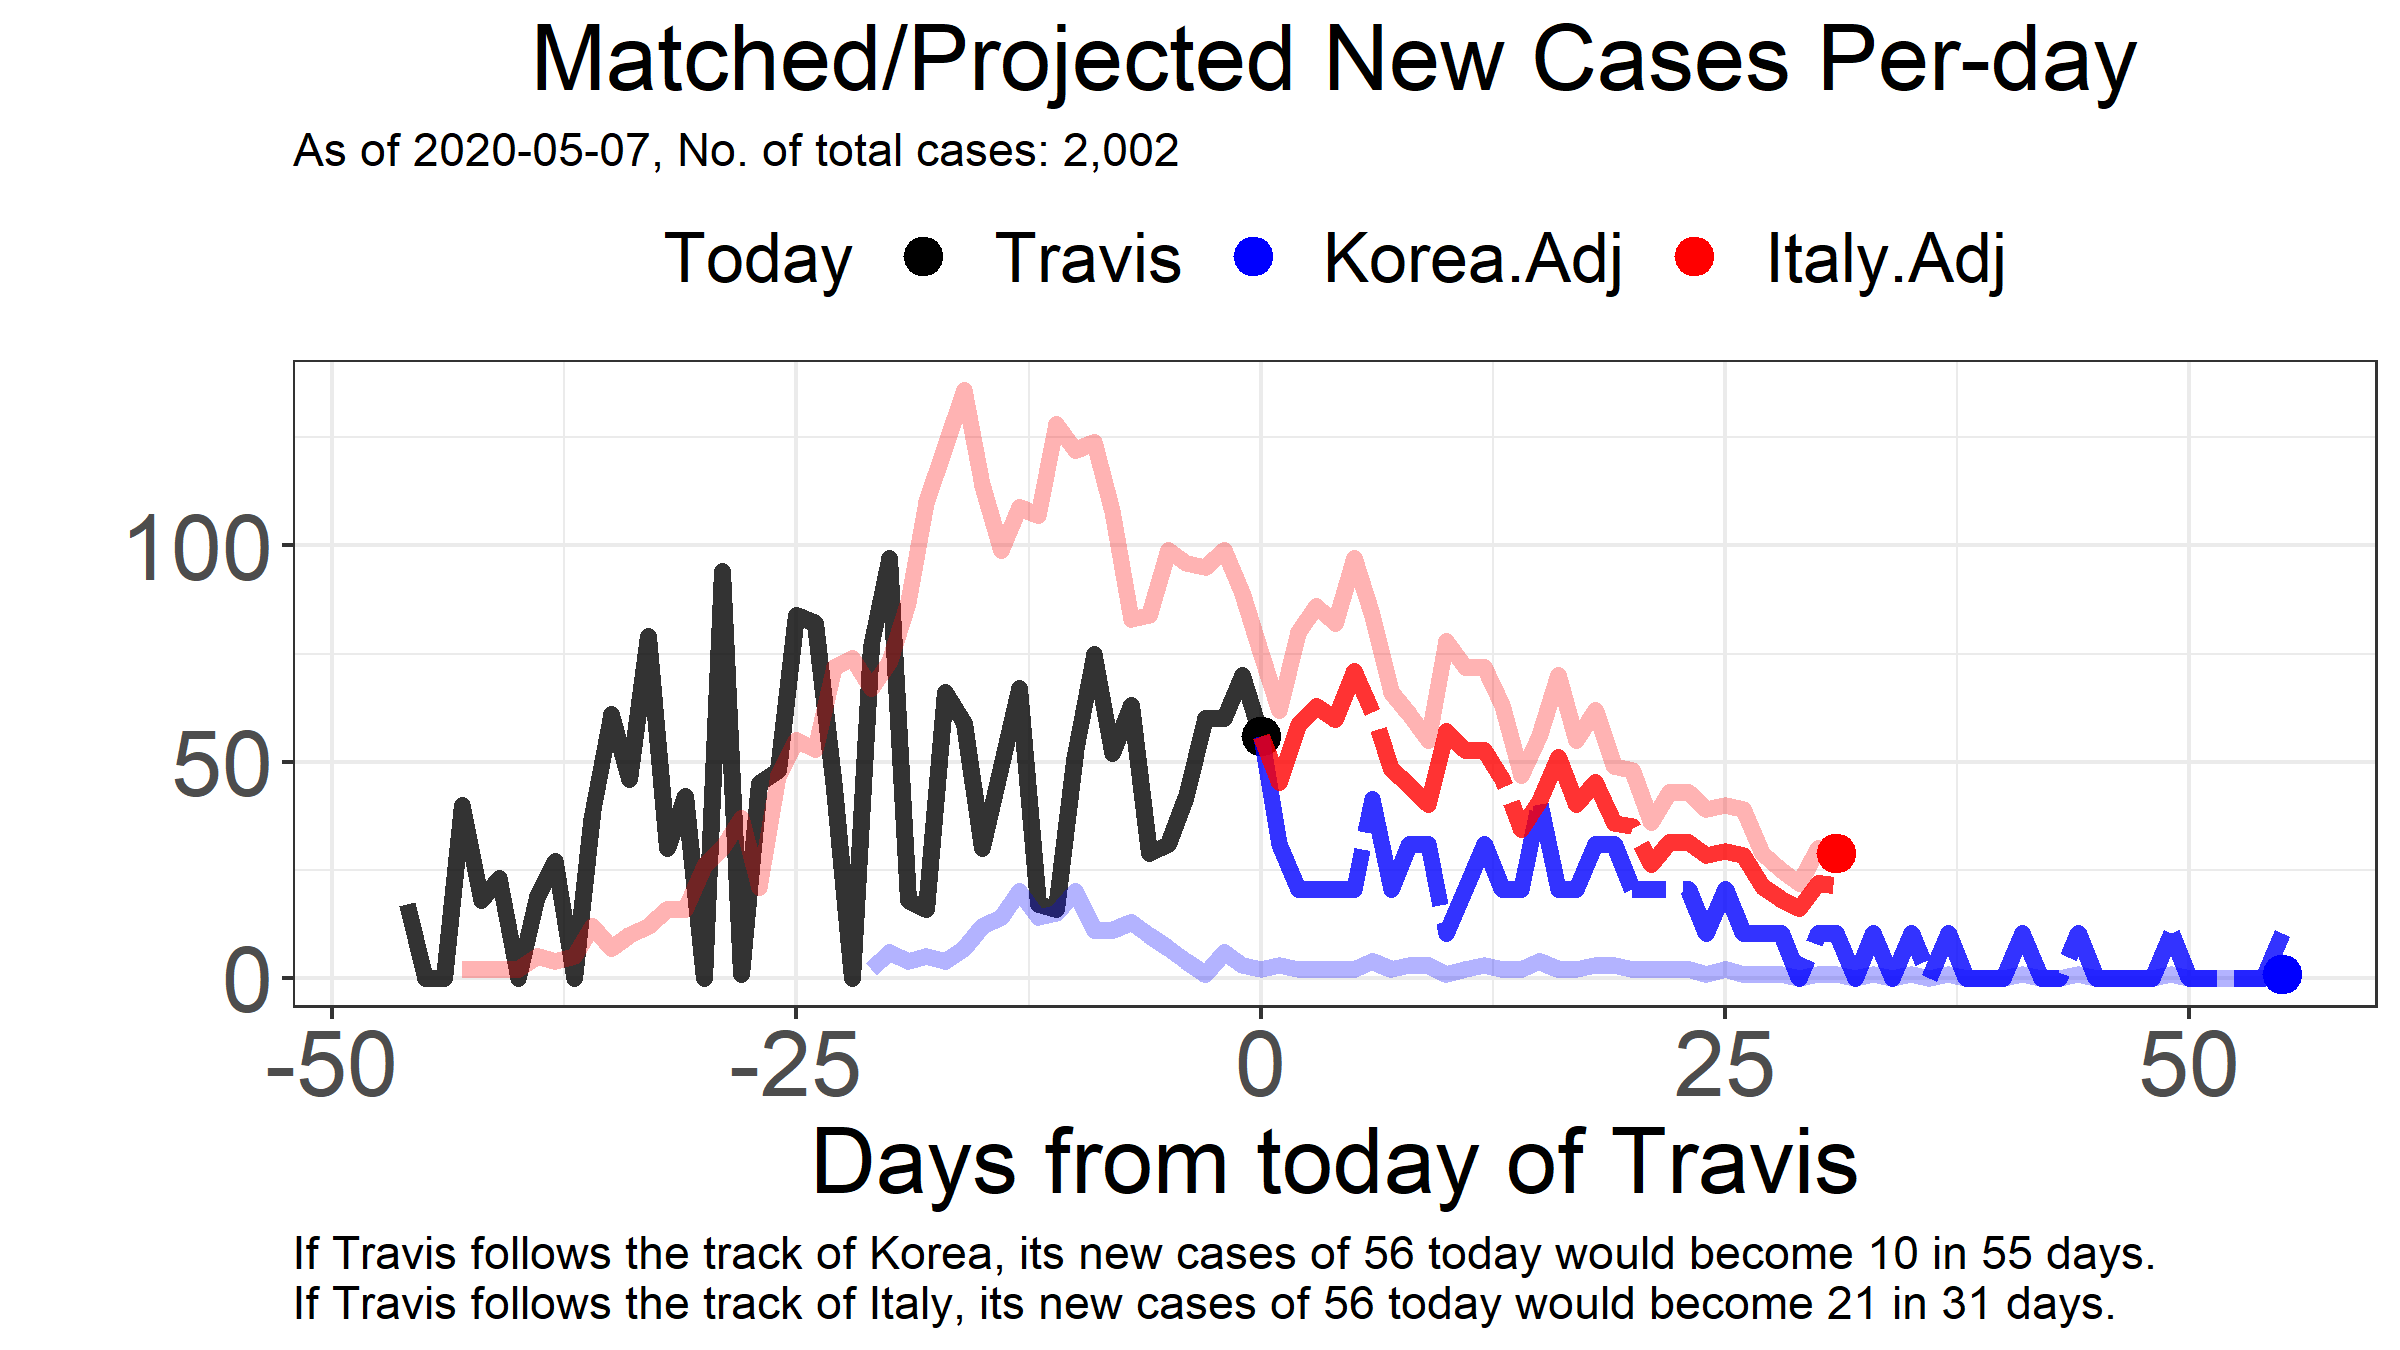 Matched/Projected New Cases Per-day
As of 2020-05-07, No. of total cases: 2,002
Today Travis Korea.Adj Italy.Adj
100
50
0
-50 -25 0 25 50
Days from today of Travis
If Travis follows the track of Korea, its new cases of 56 today would become 10 in 55 days.
If Travis follows the track of Italy, its new cases of 56 today would become 21 in 31 days.